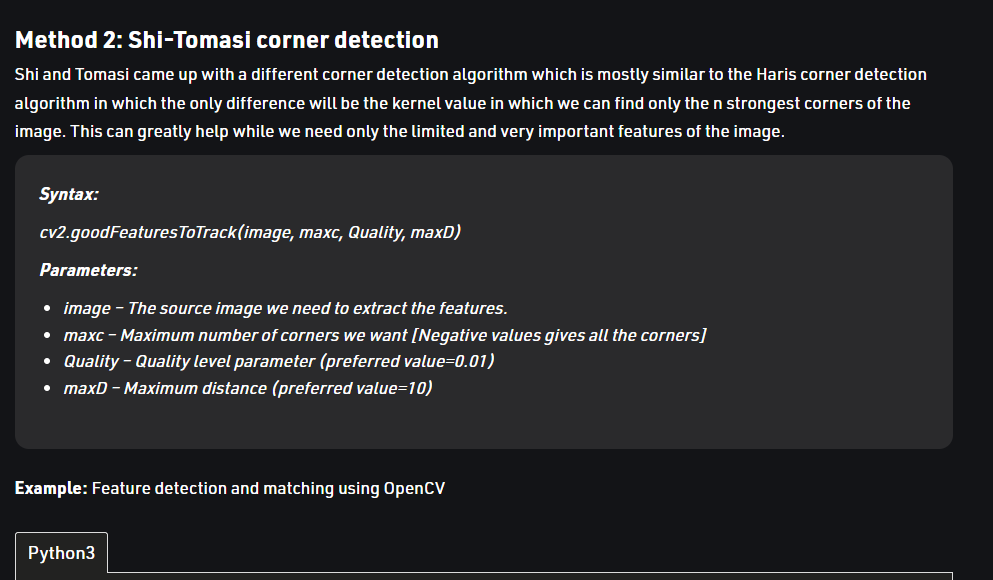 Method 2: Shi-Tomasi corner detection
Shi and Tomasi came up with a different corner detection algorithm which is mostly similar to the Haris corner detection
algorithm in which the only difference will be the kernel value in which we can find only the n strongest corners of the
image. This can greatly help while we need only the limited and very important features of the image.
Syntax:
cv2.goodFeaturesToTrack(image, maxc, Quality, maxD)
Parameters:
• image – The source image we need to extract the features.
• maxc – Maximum number of corners we want [Negative values gives all the corners]
• Quality – Quality level parameter (preferred value=0.01)
• maxD – Maximum distance (preferred value=10)
Example: Feature detection and matching using OpenCV
Python3